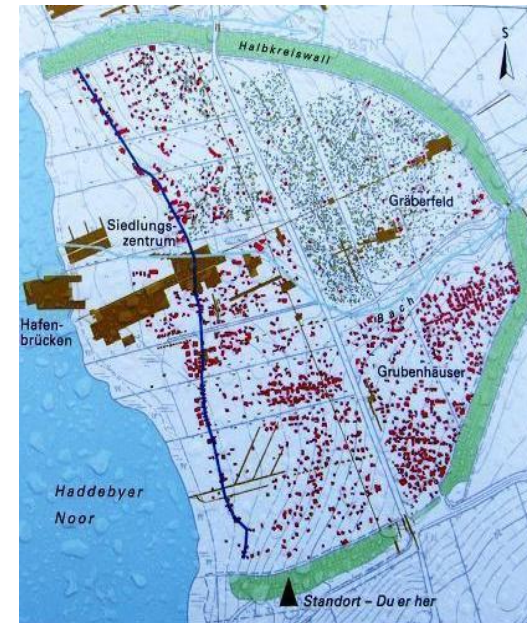 Halbkreiswall
S
Gräberfeld
Siedlungs-
zentrum
Bach
Hafen-
brücken
Grubenhäuser
Haddebyer
Noor
Standort – Du er her